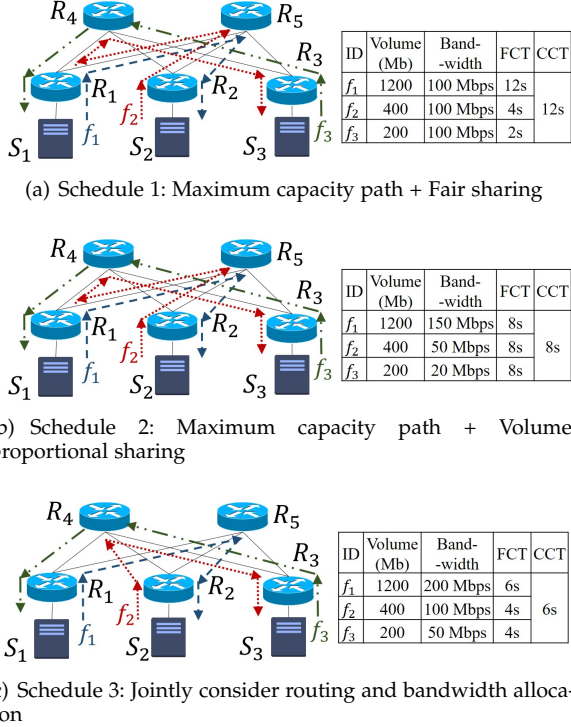 R4 R5
R3
R1 R2
f1 f2 f3
S1 S2 S3
ID Volume (Mb) Band- -width FCT CCT
f1 1200 100 Mbps 12s 12s
f2 400 100 Mbps 4s
f3 200 100 Mbps 2s
(a) Schedule 1: Maximum capacity path + Fair sharing
R4 R5
R3
R1 R2
f1 f2 f3
S1 S2 S3
ID Volume (Mb) Band- -width FCT CCT
f1 1200 150 Mbps 8s 8s
f2 400 50 Mbps 8s
f3 200 20 Mbps 8s
) Schedule 2: Maximum capacity path + Volume
proportional sharing
R4 R5
R3
R1 R2
f1 f2 f3
S1 S2 S3
ID Volume (Mb) Band- -width FCT CCT
f1 1200 200 Mbps 6s 6s
f2 400 100 Mbps 4s
f3 200 50 Mbps 4s
) Schedule 3: Jointly consider routing and bandwidth alloca-
on